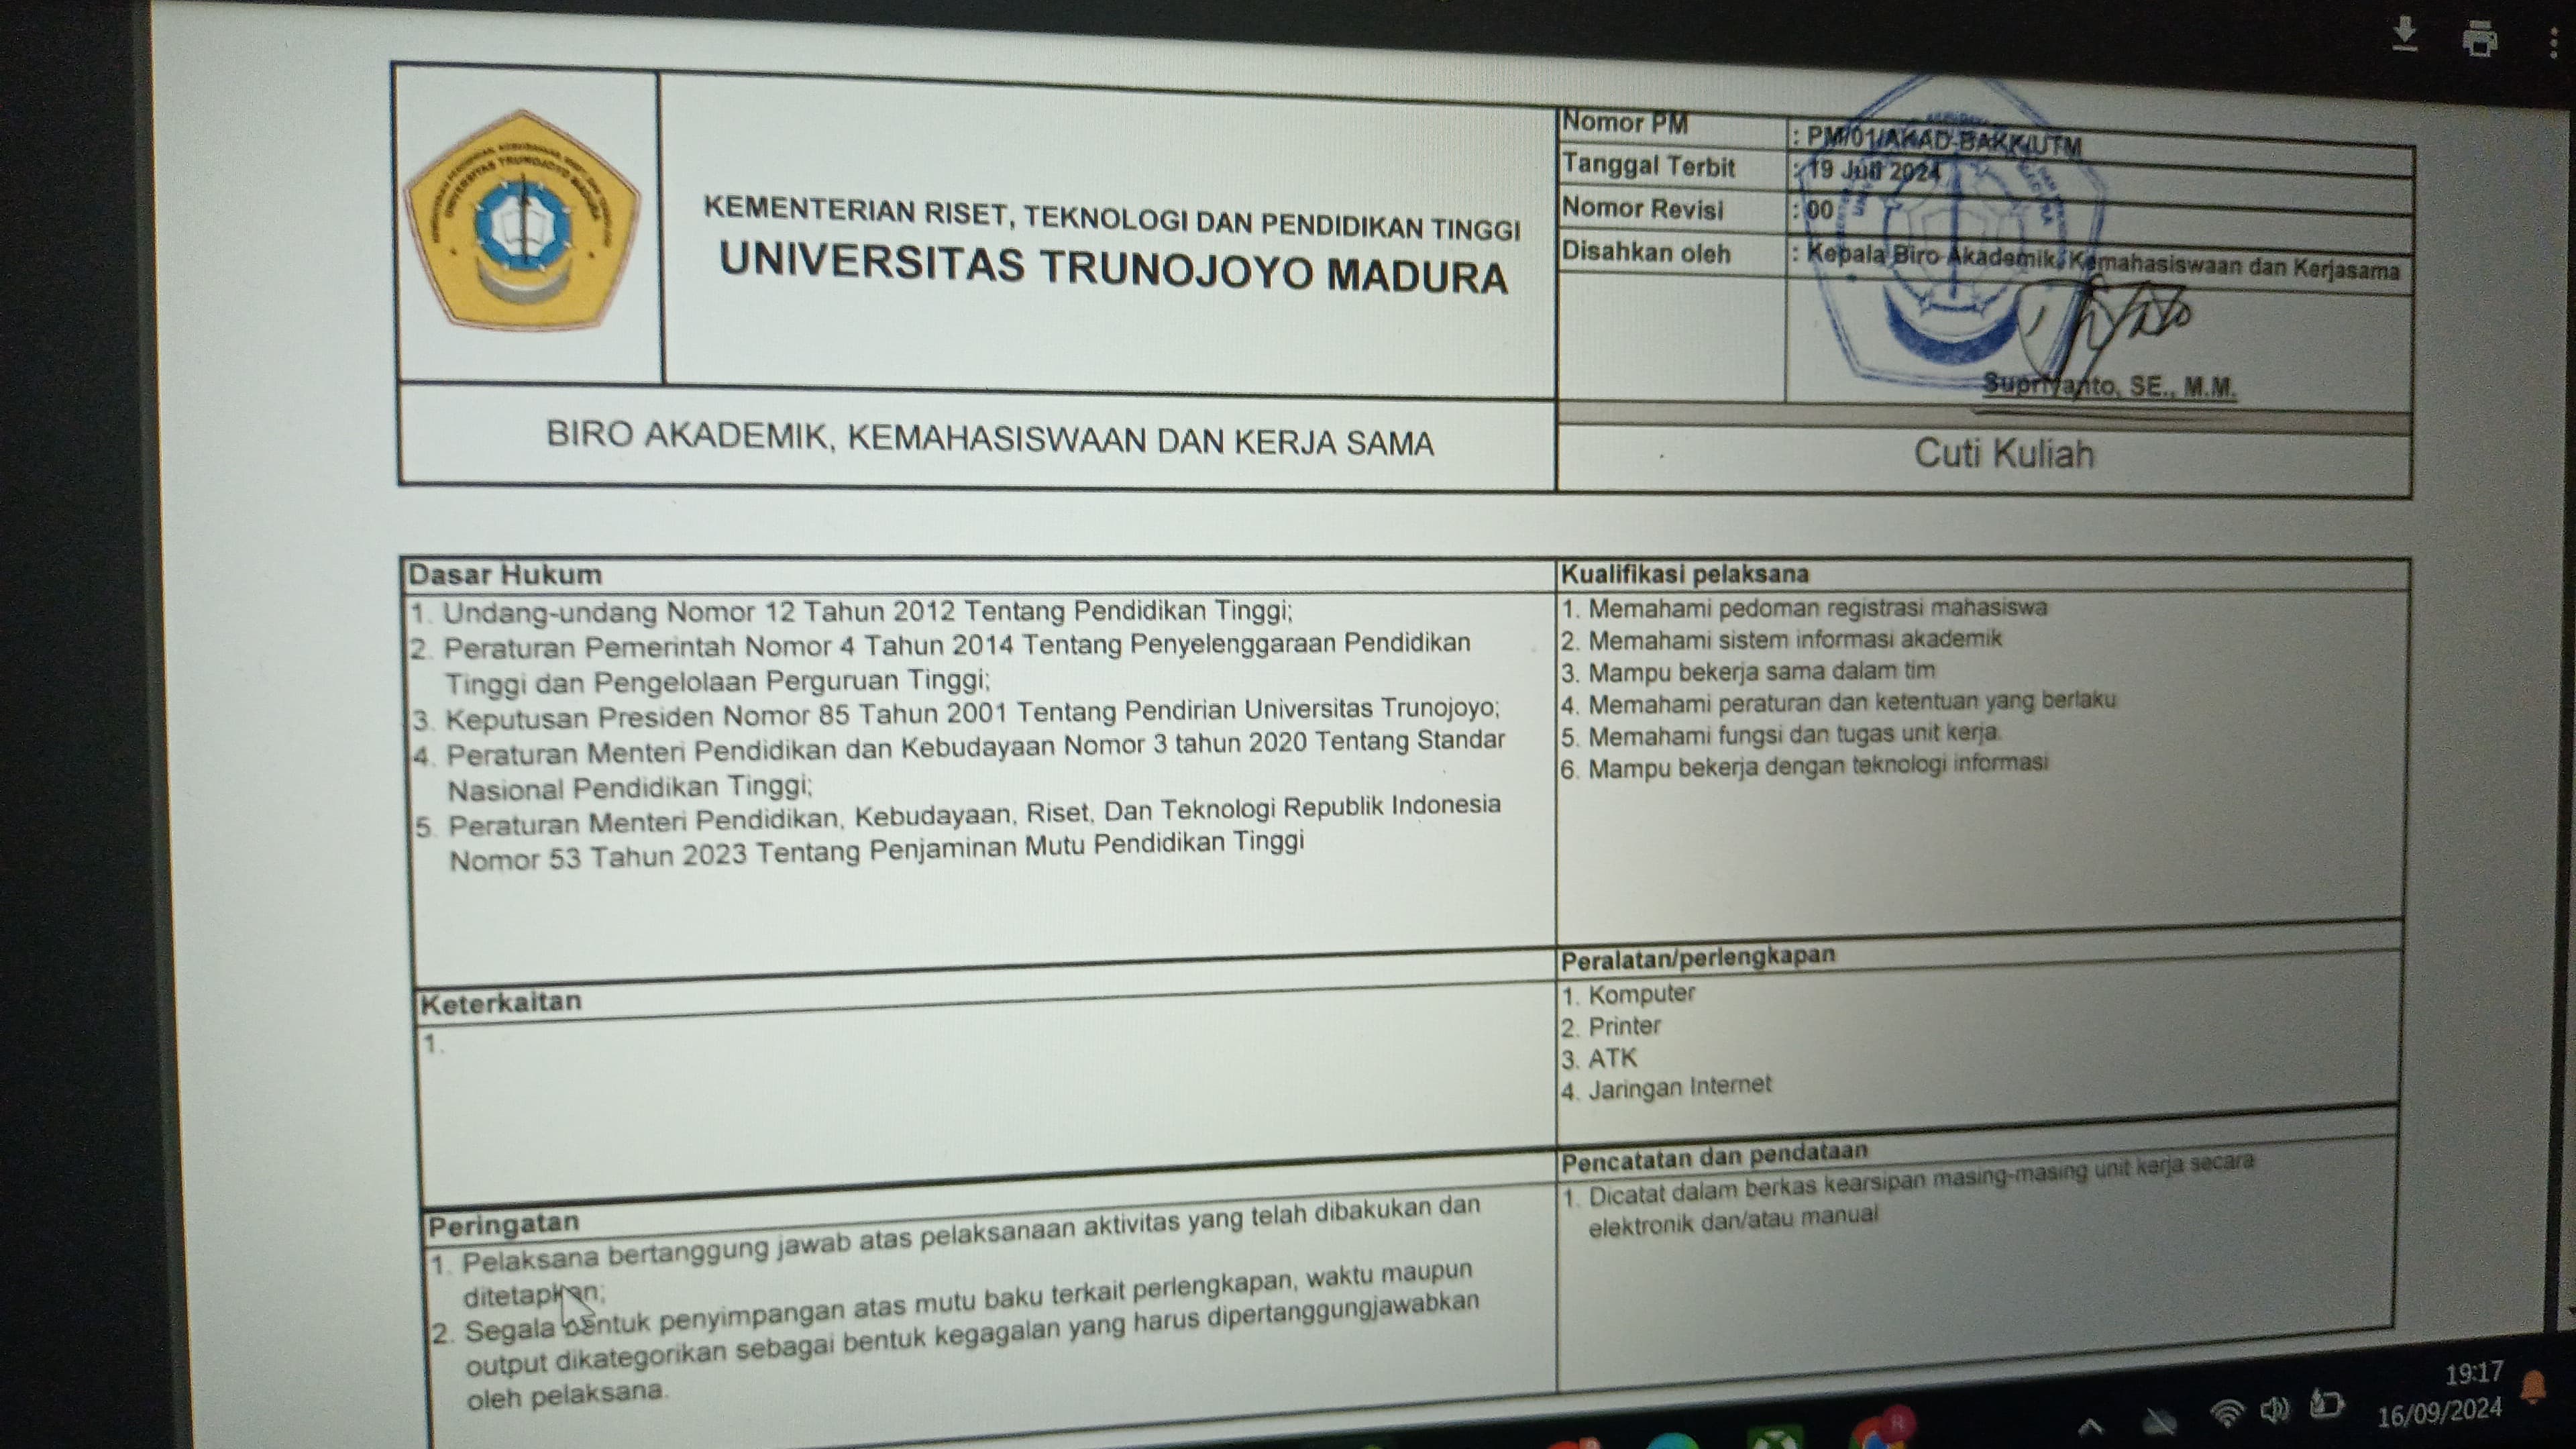 KEMENTERIAN RISET, TEKNOLOGI DAN PENDIDIKAN TINGGI
UNIVERSITAS TRUNOJOYO MADURA
Nomor PM : PM/01/AKAD-BAKK/UTM
Tanggal Terbit : 19 Juli 2024
Nomor Revisi : 00
Disahkan oleh : Kepala Biro Akademik, Kemahasiswaan dan Kerjasama
Supriyanto, SE., M.M.
BIRO AKADEMIK, KEMAHASISWAAN DAN KERJA SAMA
Cuti Kuliah
Dasar Hukum
1. Undang-undang Nomor 12 Tahun 2012 Tentang Pendidikan Tinggi;
2. Peraturan Pemerintah Nomor 4 Tahun 2014 Tentang Penyelenggaraan Pendidikan
Tinggi dan Pengelolaan Perguruan Tinggi;
3. Keputusan Presiden Nomor 85 Tahun 2001 Tentang Pendirian Universitas Trunojoyo;
4. Peraturan Menteri Pendidikan dan Kebudayaan Nomor 3 tahun 2020 Tentang Standar
Nasional Pendidikan Tinggi;
5. Peraturan Menteri Pendidikan, Kebudayaan, Riset, Dan Teknologi Republik Indonesia
Nomor 53 Tahun 2023 Tentang Penjaminan Mutu Pendidikan Tinggi
Kualifikasi pelaksana
1. Memahami pedoman registrasi mahasiswa
2. Memahami sistem informasi akademik
3. Mampu bekerja sama dalam tim
4. Memahami peraturan dan ketentuan yang berlaku
5. Memahami fungsi dan tugas unit kerja.
6. Mampu bekerja dengan teknologi informasi
Keterkaitan
1.
Peralatan/perlengkapan
1. Komputer
2. Printer
3. ATK
4. Jaringan Internet
Peringatan
1. Pelaksana bertanggung jawab atas pelaksanaan aktivitas yang telah dibakukan dan
ditetapkan;
2. Segala bentuk penyimpangan atas mutu baku terkait perlengkapan, waktu maupun
output dikategorikan sebagai bentuk kegagalan yang harus dipertanggungjawabkan
oleh pelaksana.
Pencatatan dan pendataan
1. Dicatat dalam berkas kearsipan masing-masing unit kerja secara
elektronik dan/atau manual
19:17
16/09/2024